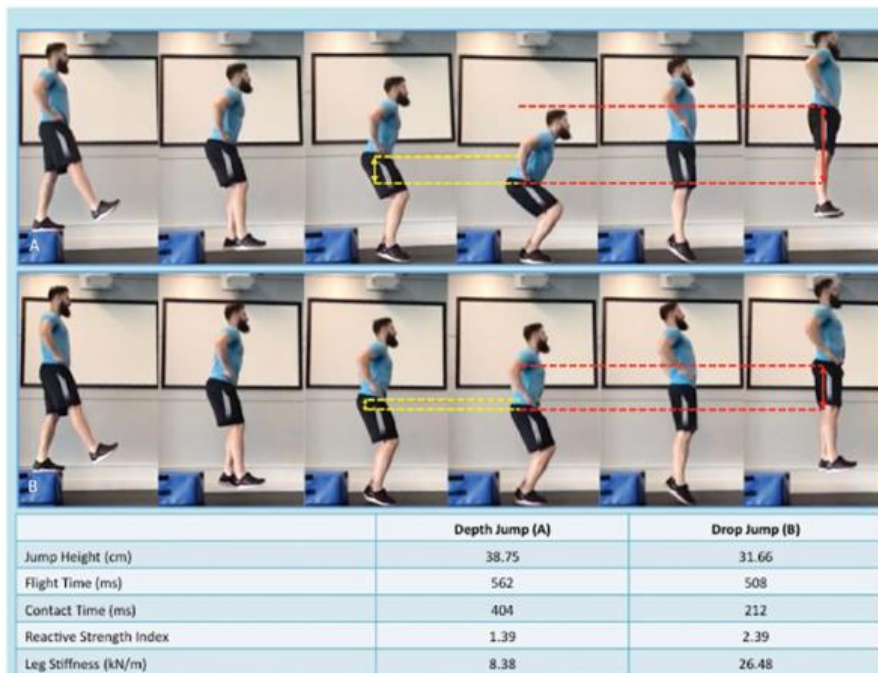 A
B
Depth Jump (A) Drop Jump (B)
Jump Height (cm) 38.75 31.66
Flight Time (ms) 562 508
Contact Time (ms) 404 212
Reactive Strength Index 1.39 2.39
Leg Stiffness (kN/m) 8.38 26.48